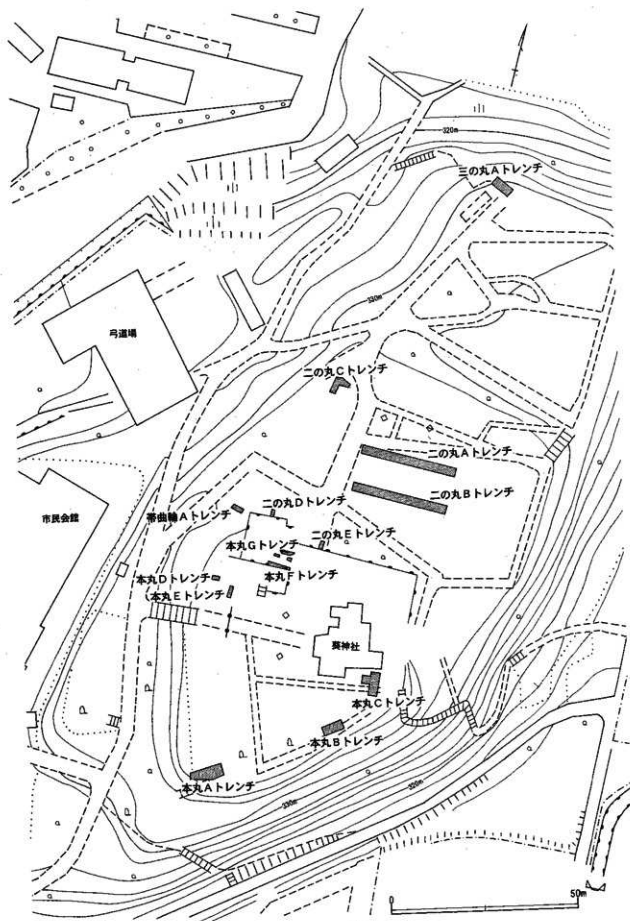 320m
三の丸Aトレンチ
320m
弓道場
二の丸Cトレンチ
二の丸Aトレンチ
二の丸Bトレンチ
市民会館
帯曲輪Aトレンチ
二の丸Dトレンチ
二の丸Eトレンチ
本丸Gトレンチ
本丸Dトレンチ
本丸Fトレンチ
本丸Eトレンチ
葵神社
本丸Cトレンチ
本丸Bトレンチ
本丸Aトレンチ
330m
320m
50m